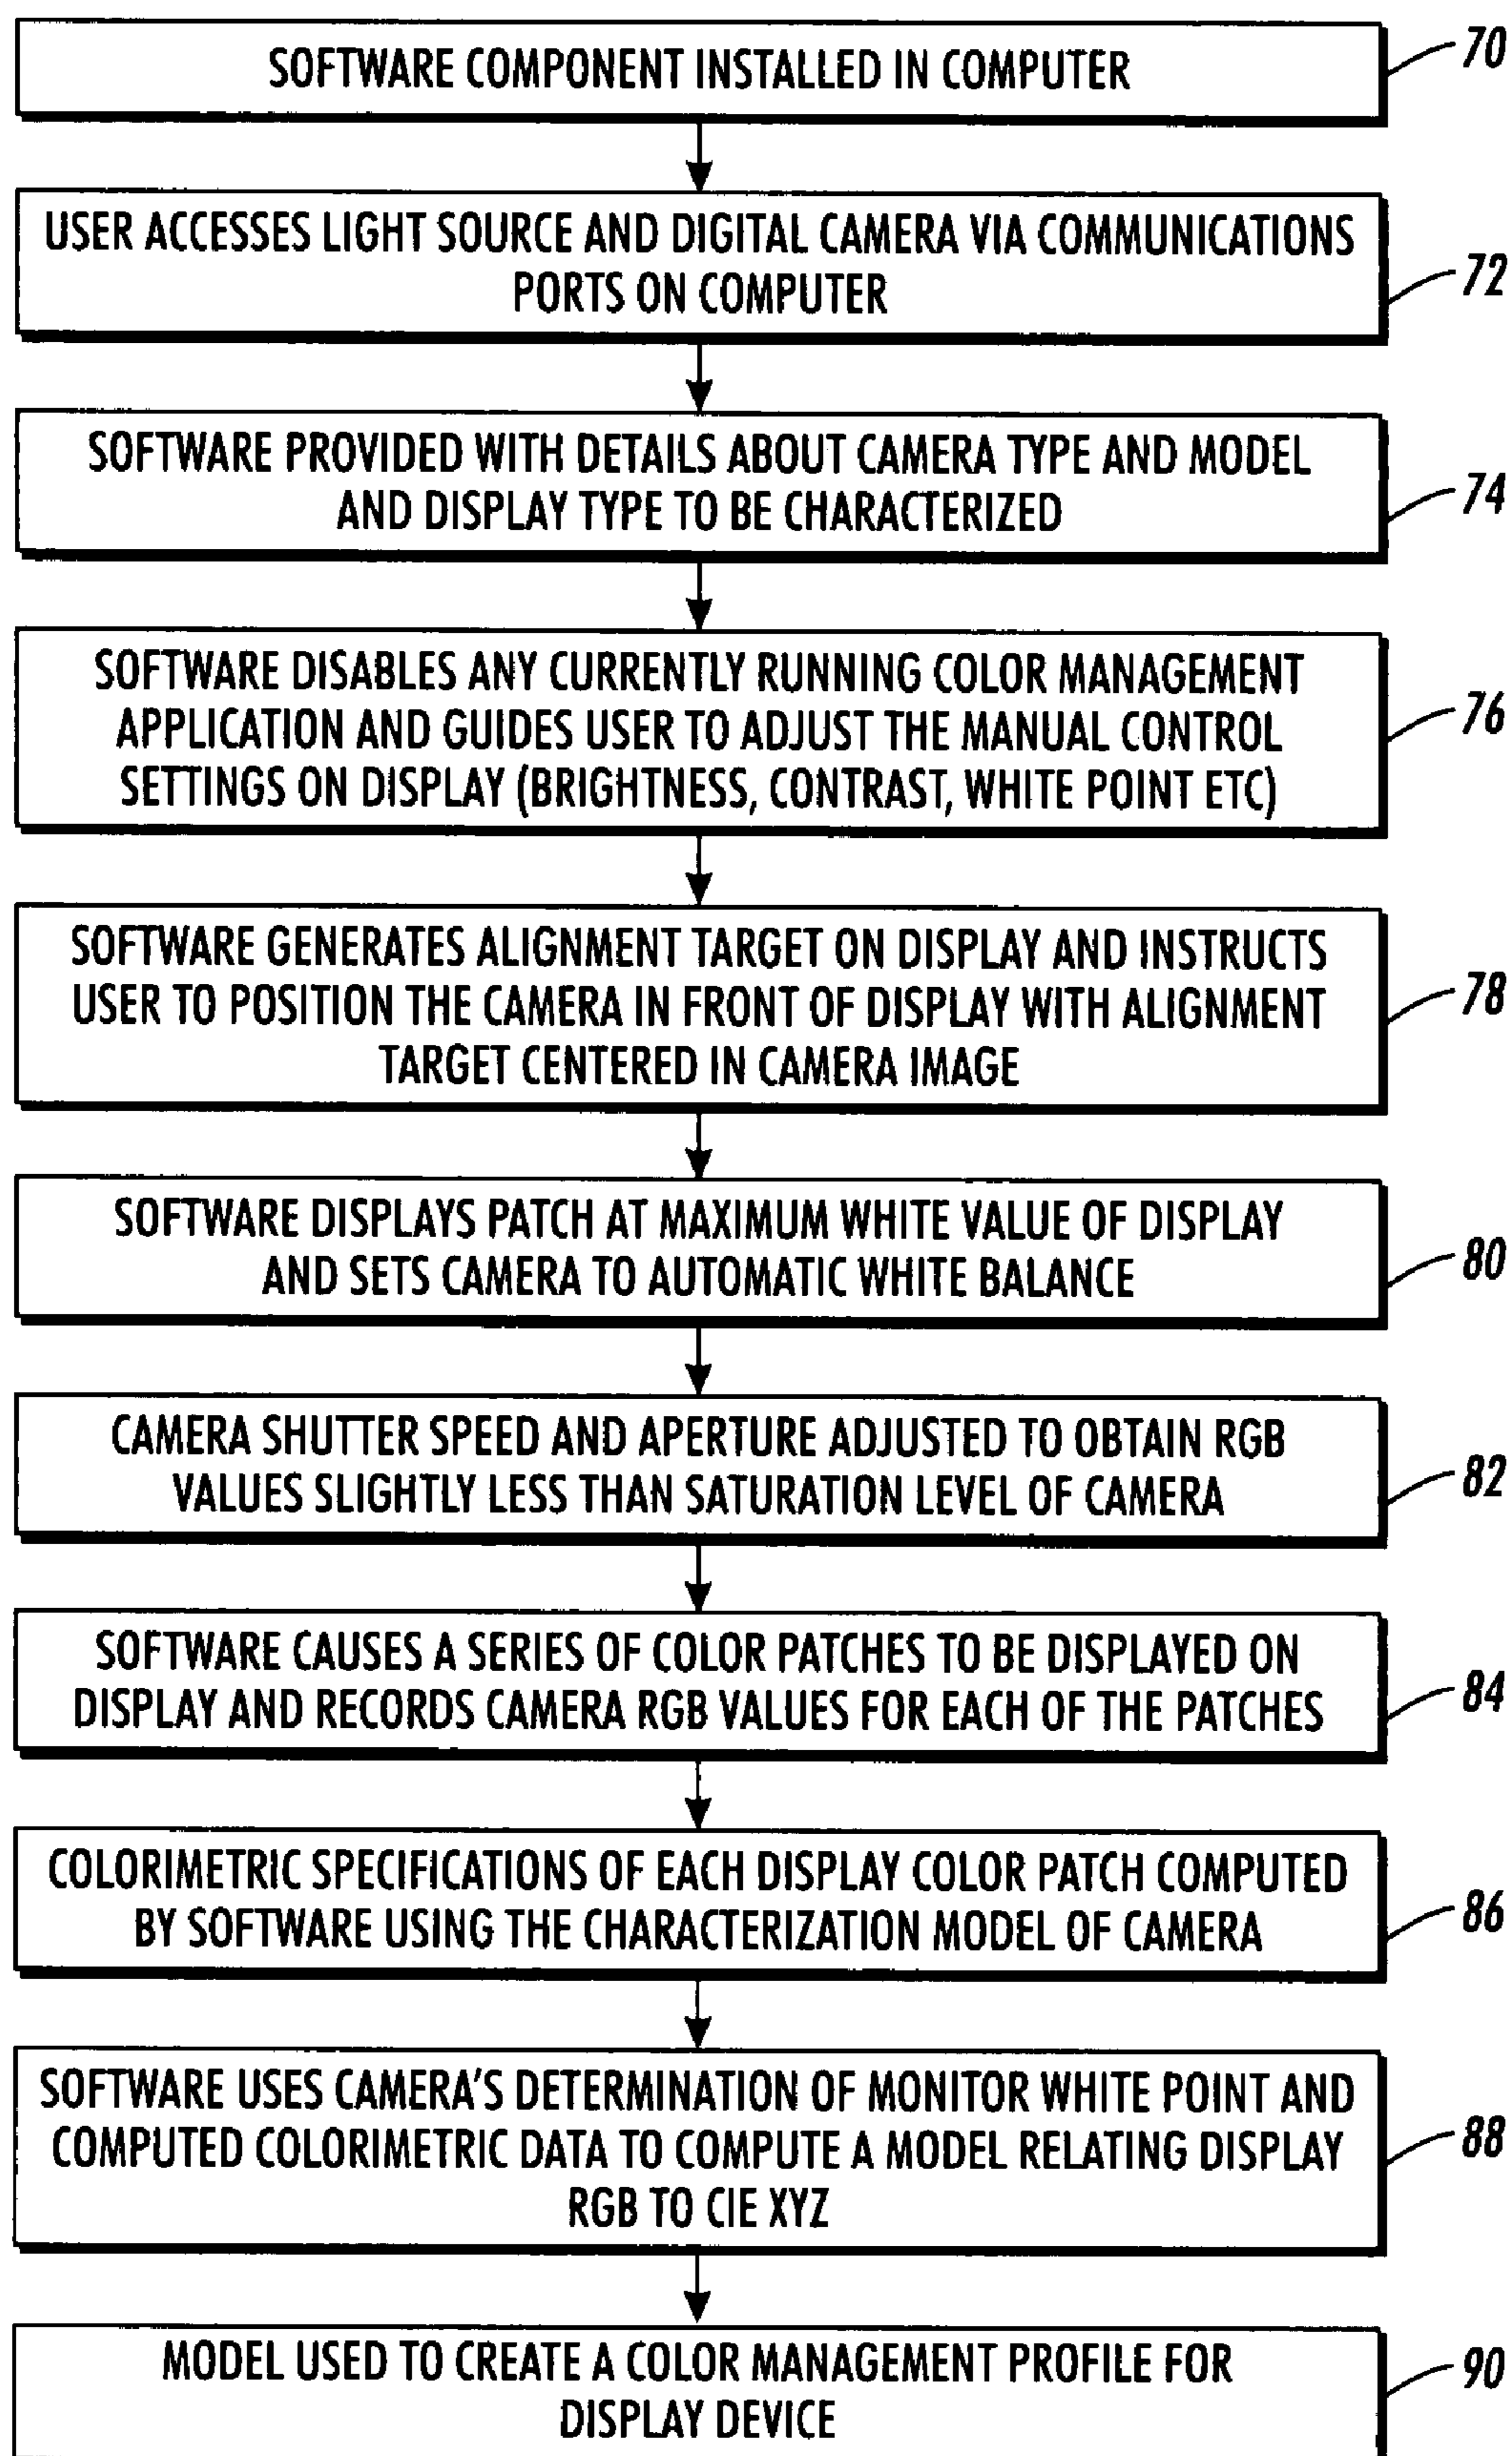 SOFTWARE COMPONENT INSTALLED IN COMPUTER
70
USER ACCESSES LIGHT SOURCE AND DIGITAL CAMERA VIA COMMUNICATIONS
PORTS ON COMPUTER
72
SOFTWARE PROVIDED WITH DETAILS ABOUT CAMERA TYPE AND MODEL
AND DISPLAY TYPE TO BE CHARACTERIZED
74
SOFTWARE DISABLES ANY CURRENTLY RUNNING COLOR MANAGEMENT
APPLICATION AND GUIDES USER TO ADJUST THE MANUAL CONTROL
SETTINGS ON DISPLAY (BRIGHTNESS, CONTRAST, WHITE POINT ETC)
76
SOFTWARE GENERATES ALIGNMENT TARGET ON DISPLAY AND INSTRUCTS
USER TO POSITION THE CAMERA IN FRONT OF DISPLAY WITH ALIGNMENT
TARGET CENTERED IN CAMERA IMAGE
78
SOFTWARE DISPLAYS PATCH AT MAXIMUM WHITE VALUE OF DISPLAY
AND SETS CAMERA TO AUTOMATIC WHITE BALANCE
80
CAMERA SHUTTER SPEED AND APERTURE ADJUSTED TO OBTAIN RGB
VALUES SLIGHTLY LESS THAN SATURATION LEVEL OF CAMERA
82
SOFTWARE CAUSES A SERIES OF COLOR PATCHES TO BE DISPLAYED ON
DISPLAY AND RECORDS CAMERA RGB VALUES FOR EACH OF THE PATCHES
84
COLORIMETRIC SPECIFICATIONS OF EACH DISPLAY COLOR PATCH COMPUTED
BY SOFTWARE USING THE CHARACTERIZATION MODEL OF CAMERA
86
SOFTWARE USES CAMERA'S DETERMINATION OF MONITOR WHITE POINT AND
COMPUTED COLORIMETRIC DATA TO COMPUTE A MODEL RELATING DISPLAY
RGB TO CIE XYZ
88
MODEL USED TO CREATE A COLOR MANAGEMENT PROFILE FOR
DISPLAY DEVICE
90